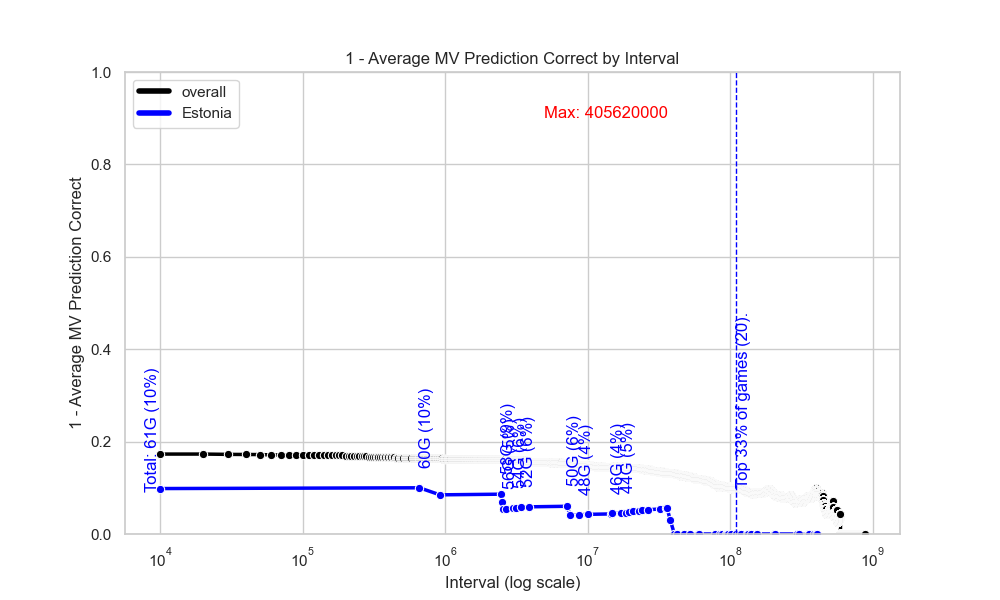 1 - Average MV Prediction Correct by Interval
overall
Estonia
Max: 405620000
1 - Average MV Prediction Correct
1.0
0.8
0.6
0.4
0.2
0.0
Total: 61G (10%)
60G (10%)
52G (6%)
50G (6%)
48G (4%)
46G (4%)
44G (5%)
Top 33% of games (20).
10^4
10^5
10^6
10^7
10^8
10^9
Interval (log scale)